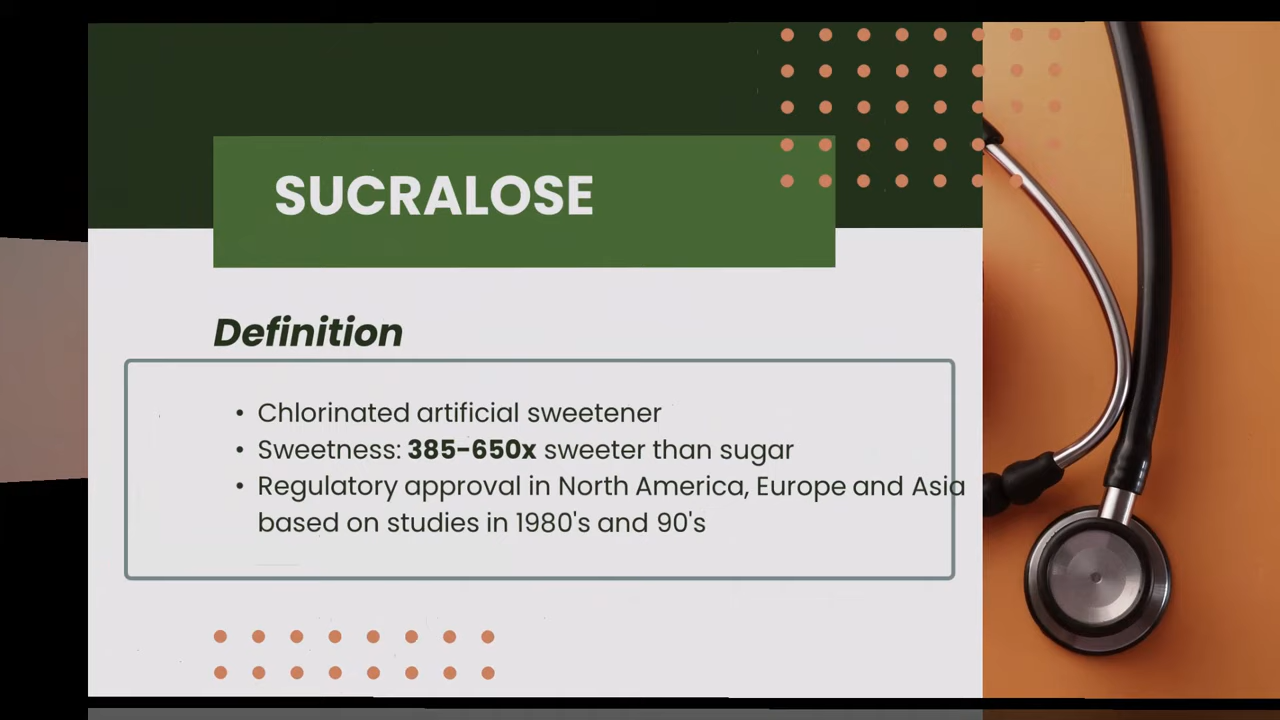 SUCRALOSE
Definition
• Chlorinated artificial sweetener
• Sweetness: 385-650x sweeter than sugar
• Regulatory approval in North America, Europe and Asia
based on studies in 1980's and 90's